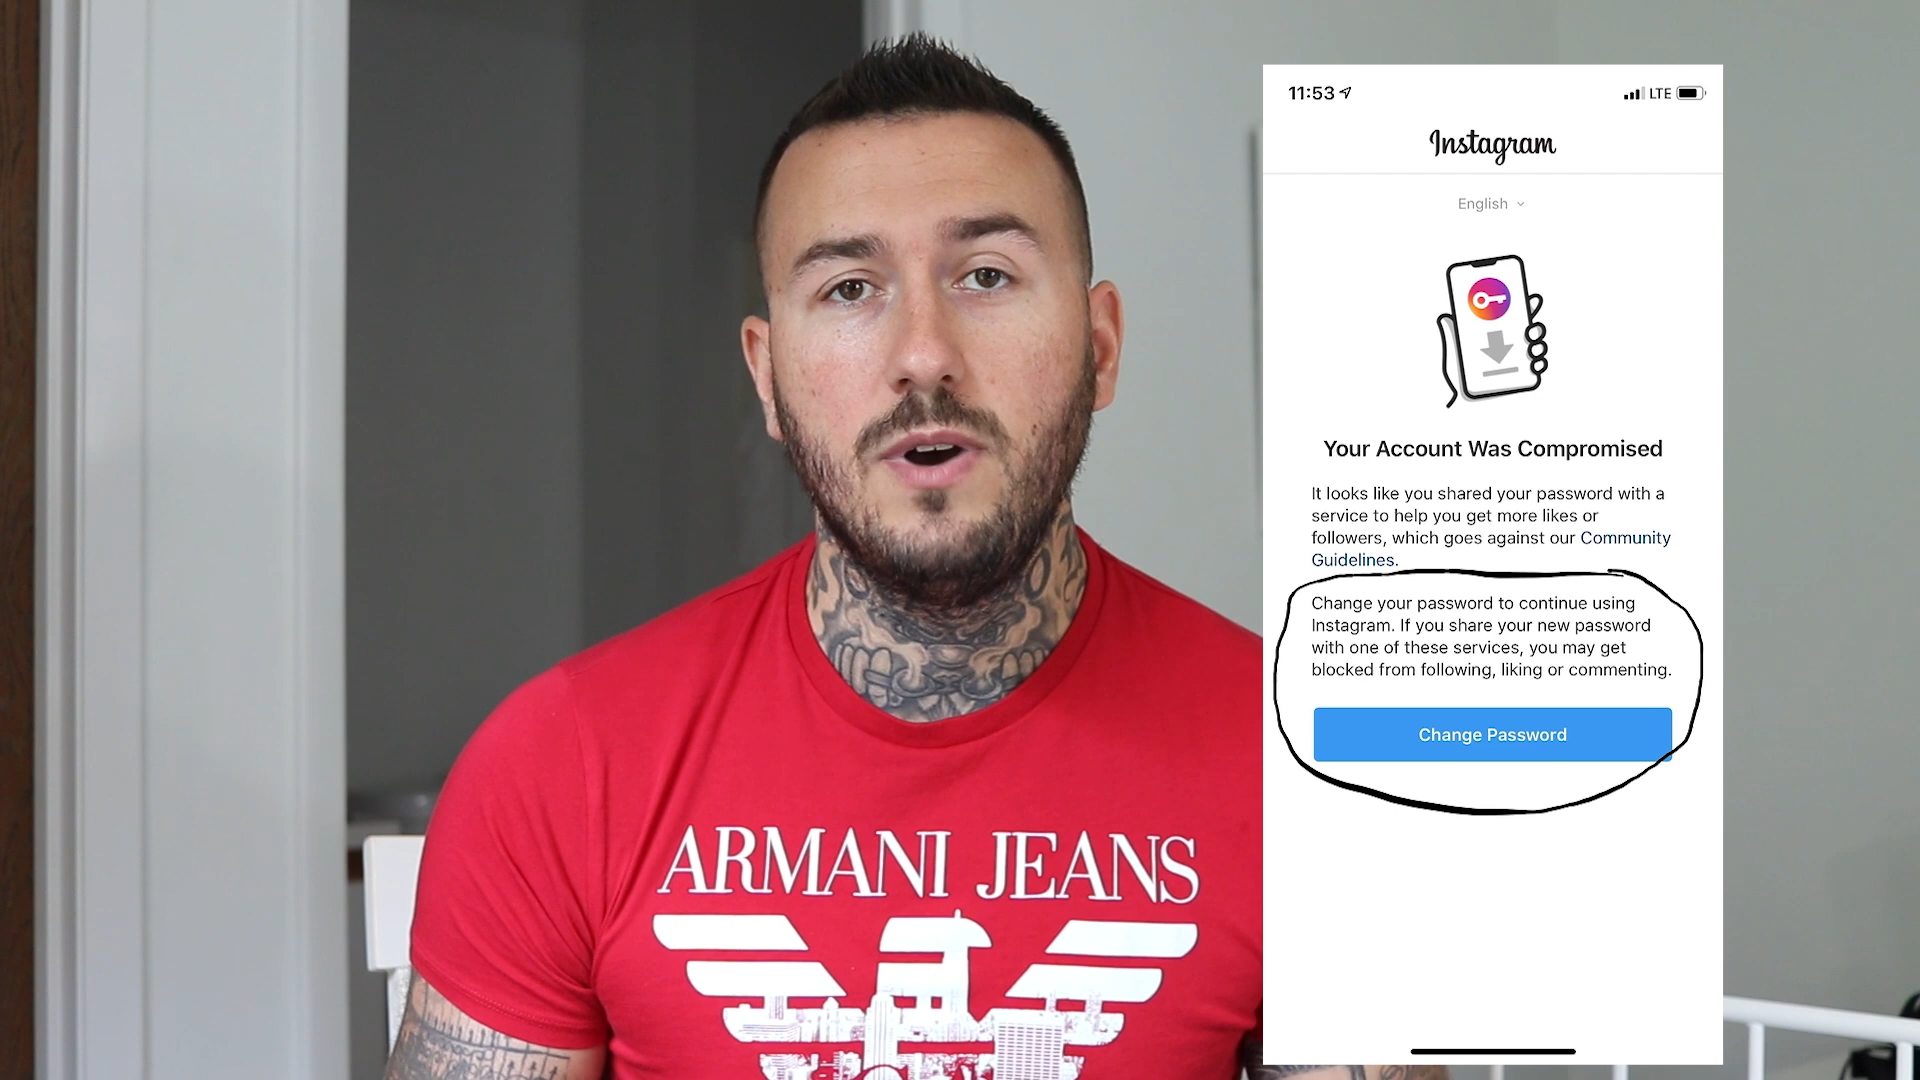 11:53
LTE
Instagram
English
Your Account Was Compromised
It looks like you shared your password with a
service to help you get more likes or
followers, which goes against our Community
Guidelines.
Change your password to continue using
Instagram. If you share your new password
with one of these services, you may get
blocked from following, liking or commenting.
Change Password
ARMANI JEANS